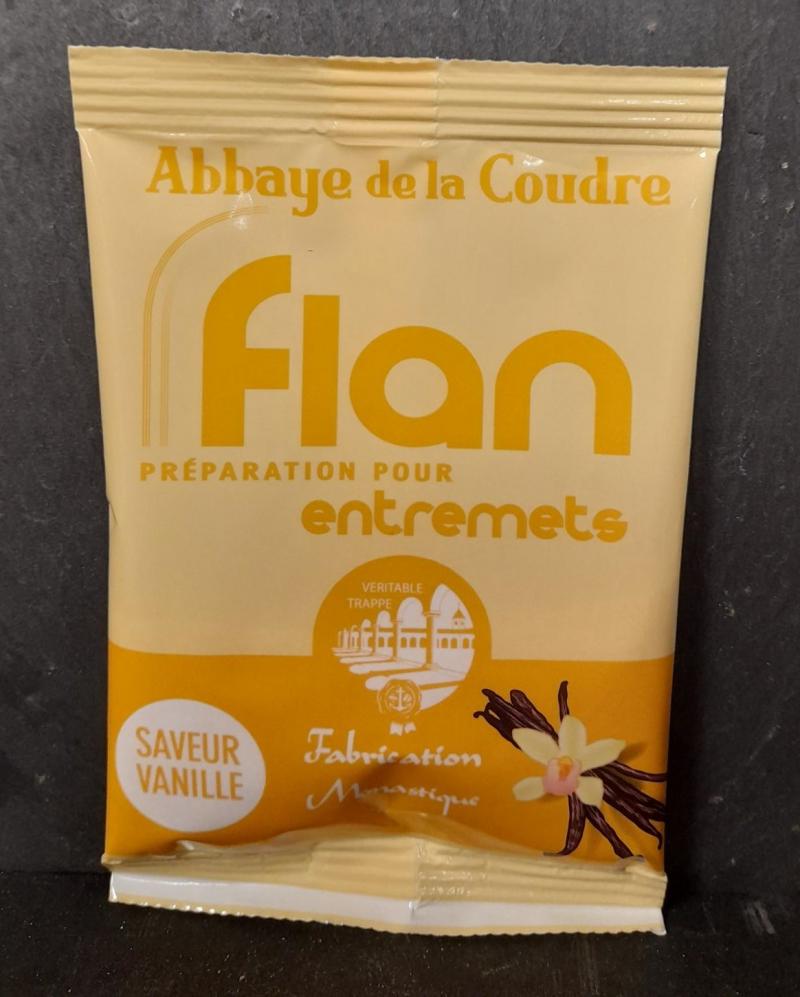 Abbaye de la Coudre
flan
PRÉPARATION POUR
entremets
VERITABLE
TRAPPE
SAVEUR
VANILLE
Fabrication
Monastique